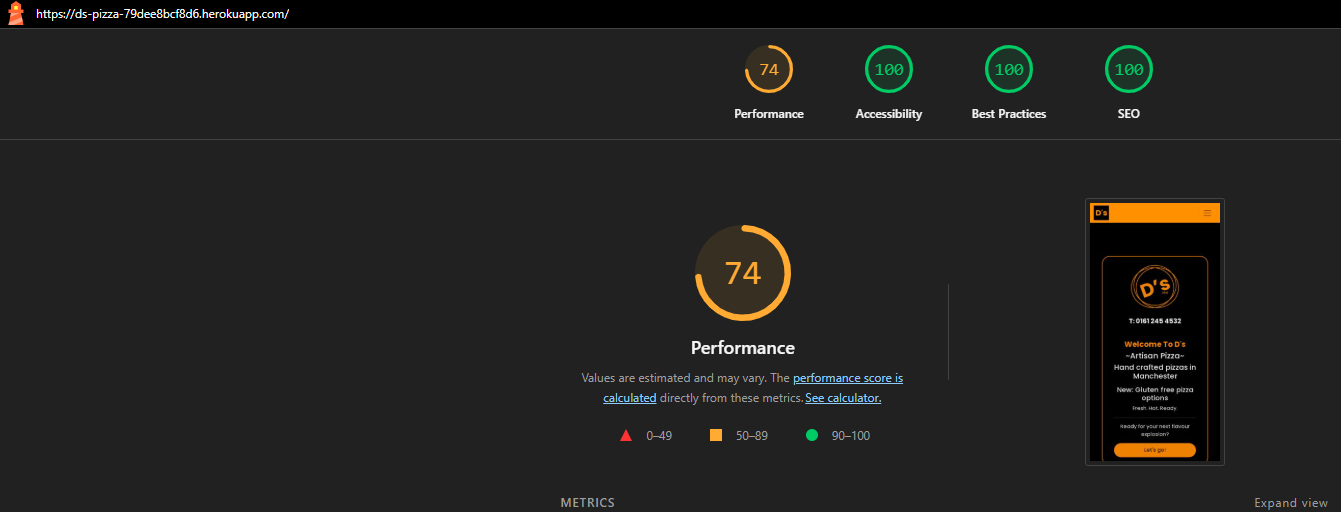 https://ds-pizza-79dee8bcf8d6.herokuapp.com/
74
100
100
100
Performance
Accessibility
Best Practices
SEO
74
Performance
Values are estimated and may vary. The performance score is
calculated directly from these metrics. See calculator.
0–49
50–89
90–100
D's
D's
T: 0161 245 4532
Welcome To D's
~Artisan Pizza~
Hand crafted pizzas in
Manchester
New: Gluten free pizza
options
Fresh. Hot. Ready.
Ready for your next flavour
explosion?
Let's go!
METRICS
Expand view